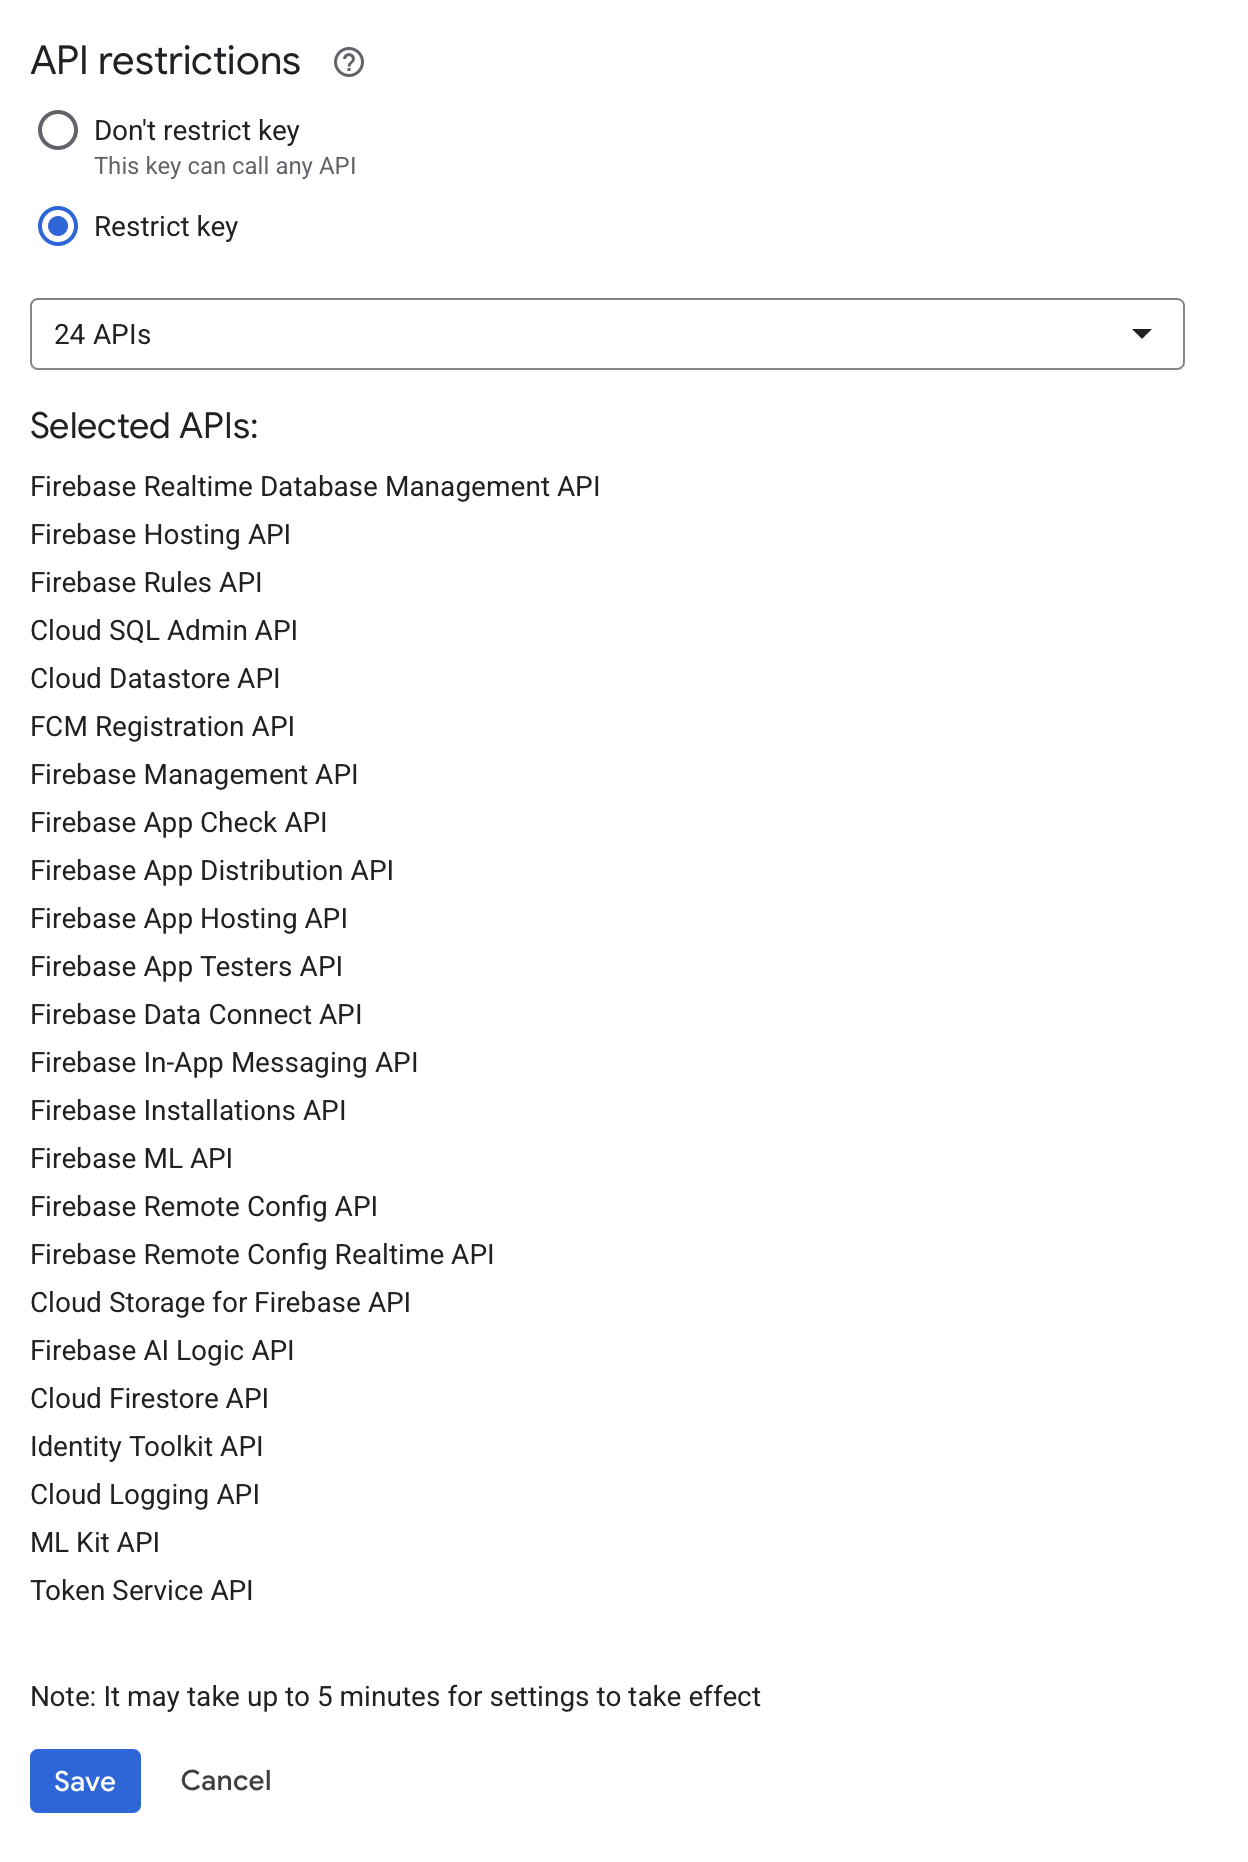 API restrictions
Don't restrict key
This key can call any API
Restrict key
24 APIs
Selected APIs:
Firebase Realtime Database Management API
Firebase Hosting API
Firebase Rules API
Cloud SQL Admin API
Cloud Datastore API
FCM Registration API
Firebase Management API
Firebase App Check API
Firebase App Distribution API
Firebase App Hosting API
Firebase App Testers API
Firebase Data Connect API
Firebase In-App Messaging API
Firebase Installations API
Firebase ML API
Firebase Remote Config API
Firebase Remote Config Realtime API
Cloud Storage for Firebase API
Firebase AI Logic API
Cloud Firestore API
Identity Toolkit API
Cloud Logging API
ML Kit API
Token Service API
Note: It may take up to 5 minutes for settings to take effect
Save Cancel